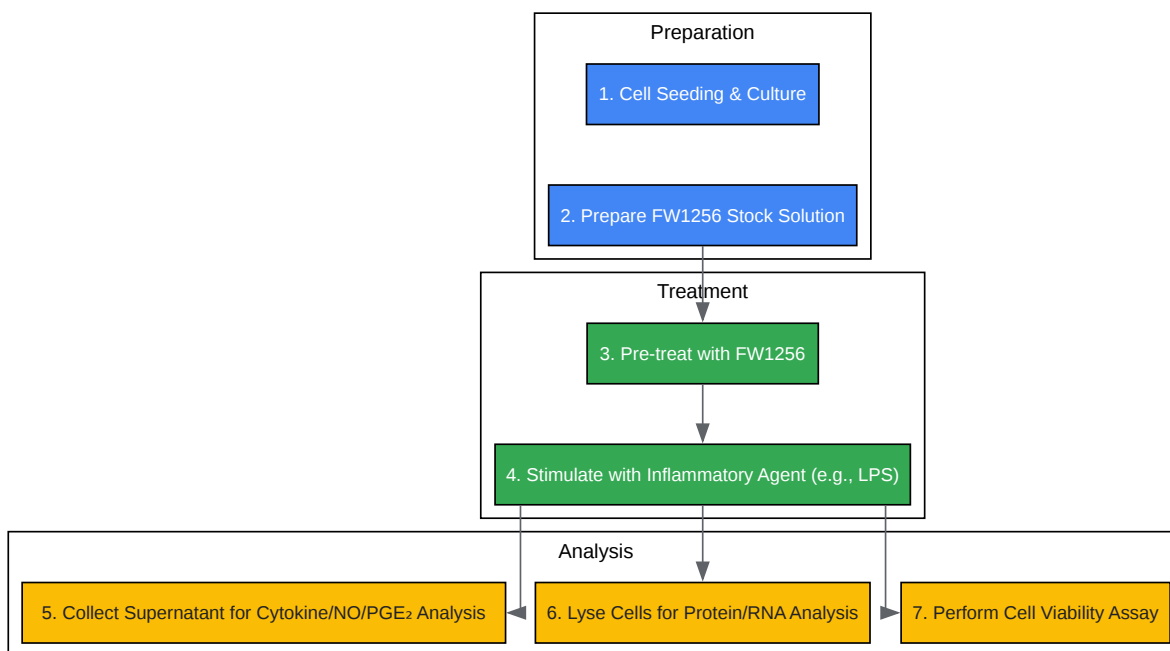 Preparation
1. Cell Seeding & Culture
2. Prepare FW1256 Stock Solution
Treatment
3. Pre-treat with FW1256
4. Stimulate with Inflammatory Agent (e.g., LPS)
Analysis
5. Collect Supernatant for Cytokine/NO/PGE₂ Analysis
6. Lyse Cells for Protein/RNA Analysis
7. Perform Cell Viability Assay